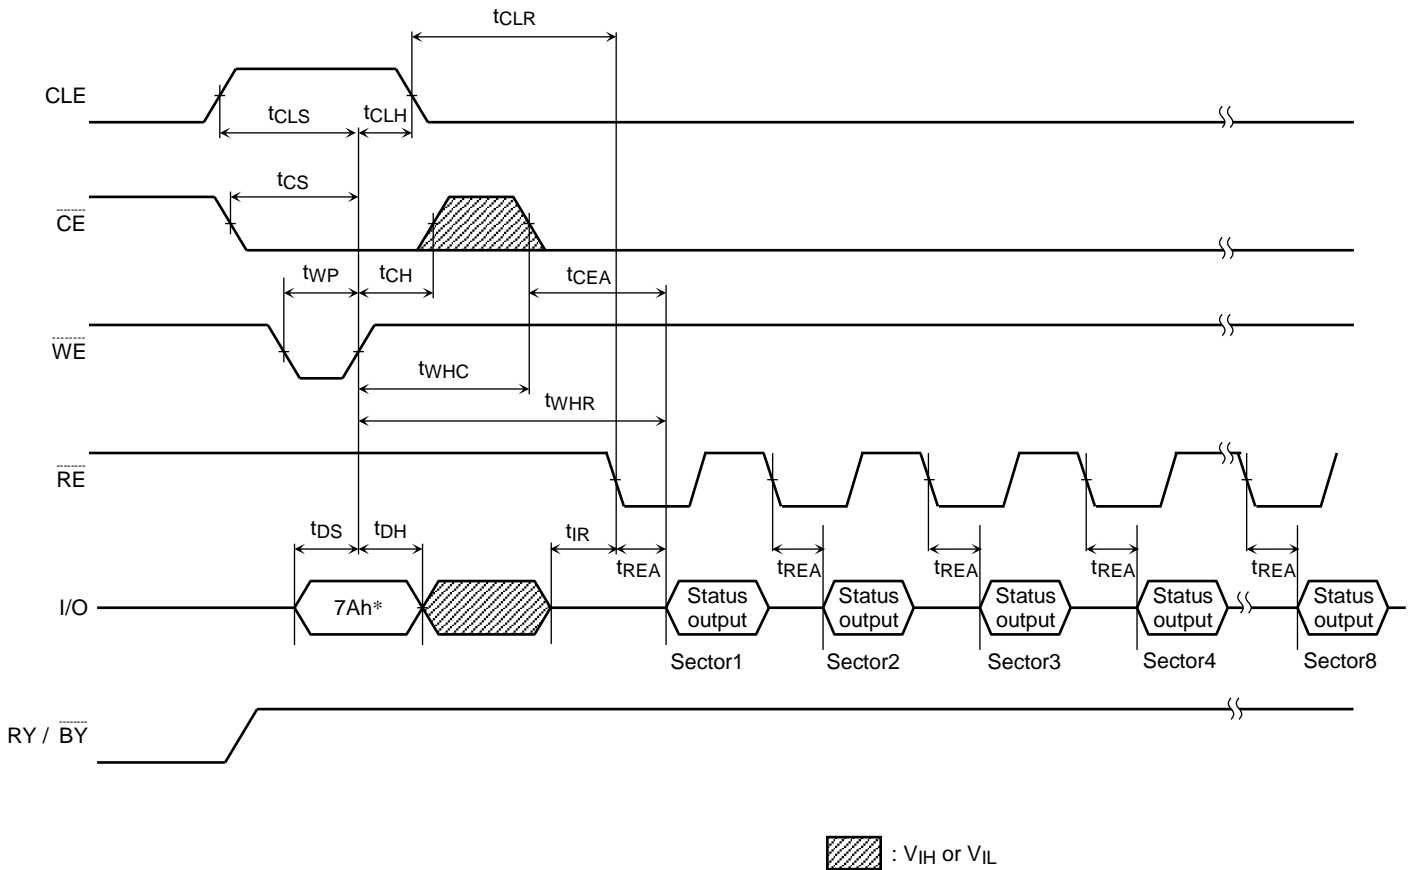 tCLR
CLE
tCLS
tCLH
tCS
CE
tWP
tCH
tCEA
WE
tWHC
tWHR
RE
tDS
tDH
tIR
tREA
tREA
tREA
tREA
tREA
I/O
7Ah*
Status
output
Status
output
Status
output
Status
output
Status
output
Sector1
Sector2
Sector3
Sector4
Sector8
RY / BY
: VIH or VIL